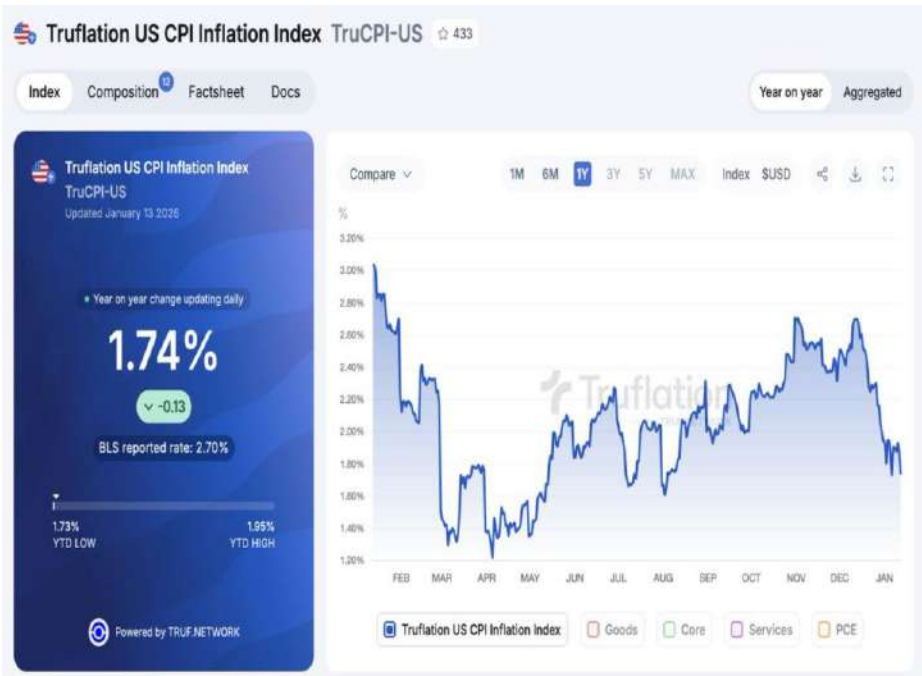 Truflation US CPI Inflation Index TruCPI-US ☆ 433
Index Composition 12 Factsheet Docs
Year on year Aggregated
Truflation US CPI Inflation Index
TruCPI-US
Updated January 13 2026
• Year on year change updating daily
1.74%
-0.13
BLS reported rate: 2.70%
1.73% 1.95%
YTD LOW YTD HIGH
Powered by TRUF.NETWORK
Compare 1M 6M 1Y 3Y 5Y MAX Index $USD
%
3.20%
3.00%
2.80%
2.60%
2.40%
2.20%
2.00%
1.80%
1.60%
1.40%
1.20%
Truflation
FEB MAR APR MAY JUN JUL AUG SEP OCT NOV DEC JAN
Truflation US CPI Inflation Index Goods Core Services PCE